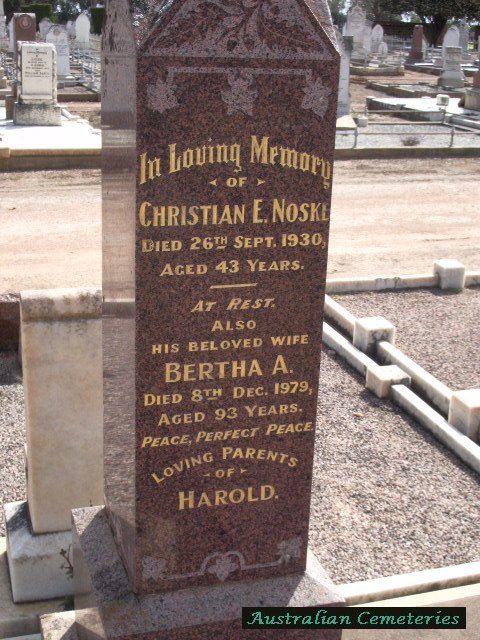 In Loving Memory
OF
CHRISTIAN E. NOSKE
DIED 26TH SEPT. 1930,
AGED 43 YEARS.
AT REST.
ALSO
HIS BELOVED WIFE
BERTHA A.
DIED 8TH DEC. 1979,
AGED 93 YEARS.
PEACE, PERFECT PEACE.
LOVING PARENTS
OF
HAROLD.
Australian Cemeteries